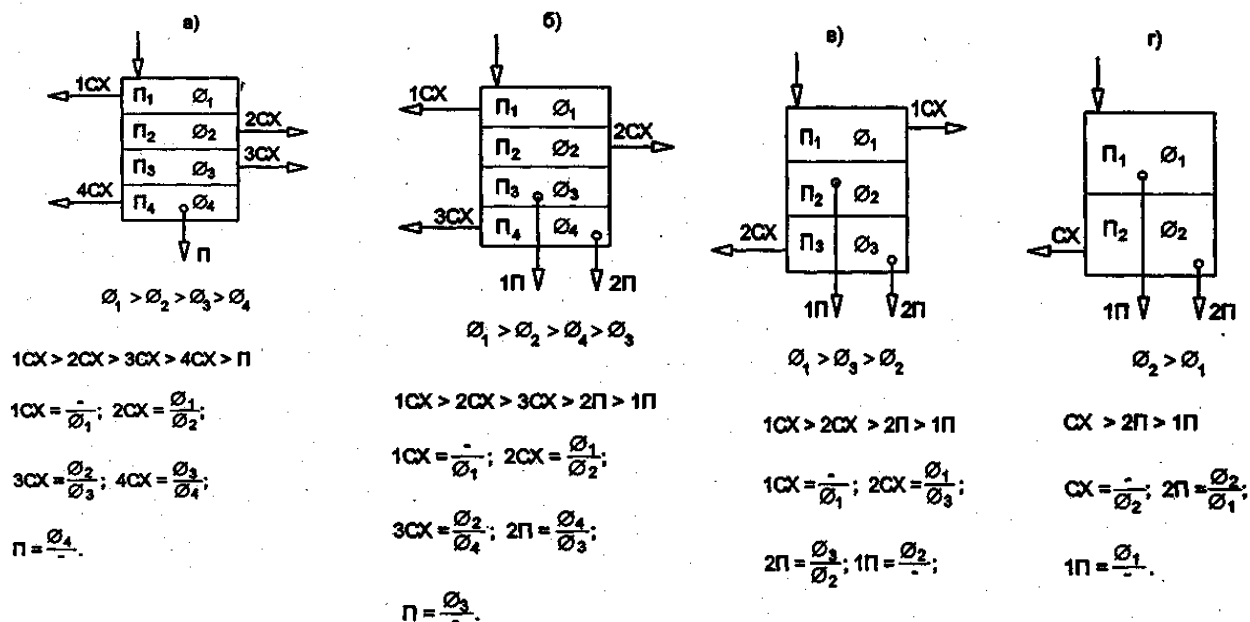 а)
1СХ
П₁ Ø₁
П₂ Ø₂
2СХ
П₃ Ø₃
3СХ
4СХ
П₄ Ø₄
П
Ø₁ > Ø₂ > Ø₃ > Ø₄
1СХ > 2СХ > 3СХ > 4СХ > П
1СХ = -/Ø₁; 2СХ = Ø₁/Ø₂;
3СХ = Ø₂/Ø₃; 4СХ = Ø₃/Ø₄;
П = Ø₄/-.
б)
1СХ
П₁ Ø₁
2СХ
П₂ Ø₂
П₃ Ø₃
3СХ
П₄ Ø₄
1П 2П
Ø₁ > Ø₂ > Ø₄ > Ø₃
1СХ > 2СХ > 3СХ > 2П > 1П
1СХ = -/Ø₁; 2СХ = Ø₁/Ø₂;
3СХ = Ø₂/Ø₄; 2П = Ø₄/Ø₃;
П = Ø₃/-.
в)
1СХ
П₁ Ø₁
П₂ Ø₂
2СХ
П₃ Ø₃
1П 2П
Ø₁ > Ø₃ > Ø₂
1СХ > 2СХ > 2П > 1П
1СХ = -/Ø₁; 2СХ = Ø₁/Ø₃;
2П = Ø₃/Ø₂; 1П = Ø₂/-;
г)
П₁ Ø₁
СХ
П₂ Ø₂
1П 2П
Ø₂ > Ø₁
СХ > 2П > 1П
СХ = -/Ø₂; 2П = Ø₂/Ø₁;
1П = Ø₁/-.